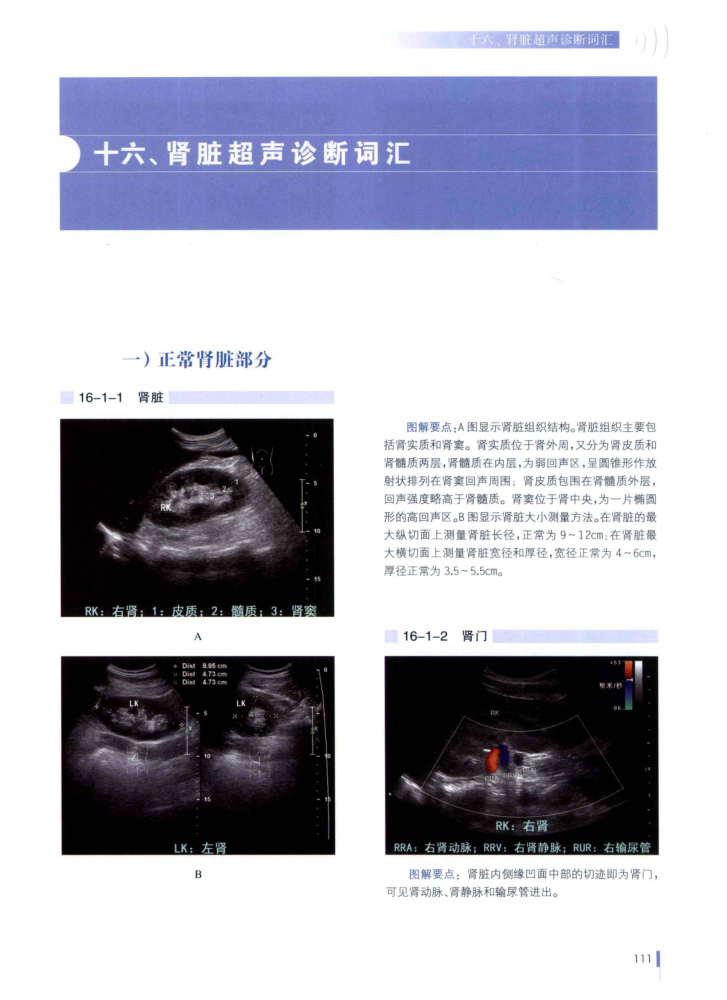 十六、肾脏超声诊断词汇
十六、肾脏超声诊断词汇
一）正常肾脏部分
16-1-1 肾脏
0
1
2
3
RK
5
10
15
RK：右肾；1：皮质；2：髓质；3：肾窦
A
+ Dist 9.95 cm
Dist 4.73 cm
Dist 4.73 cm
0
LK
LK
5
10
10
15
15
LK：左肾
B
图解要点：A图显示肾脏组织结构。肾脏组织主要包
括肾实质和肾窦。肾实质位于肾外周，又分为肾皮质和
肾髓质两层，肾髓质在内层，为弱回声区，呈圆锥形作放
射状排列在肾窦回声周围；肾皮质包围在肾髓质外层，
回声强度略高于肾髓质。肾窦位于肾中央，为一片椭圆
形的高回声区。B图显示肾脏大小测量方法。在肾脏的最
大纵切面上测量肾脏长径，正常为9~12cm；在肾脏最
大横切面上测量肾脏宽径和厚径，宽径正常为4~6cm，
厚径正常为3.5~5.5cm。
16-1-2 肾门
厘米/秒
RK
RK：右肾
RRA：右肾动脉；RRV：右肾静脉；RUR：右输尿管
图解要点：肾脏内侧缘凹面中部的切迹即为肾门，
可见肾动脉、肾静脉和输尿管进出。
111